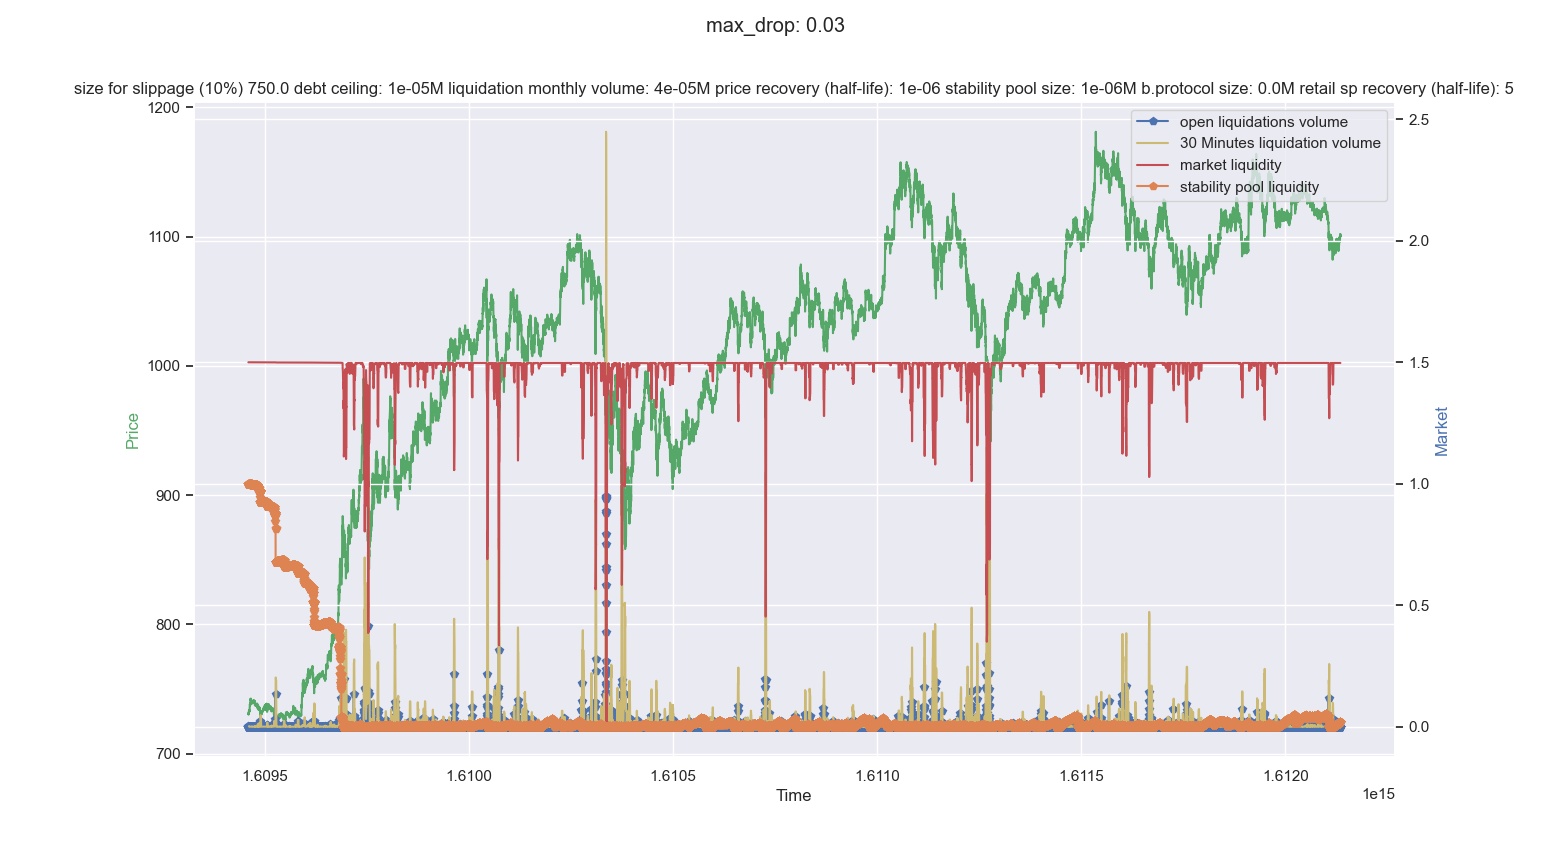 max_drop: 0.03
size for slippage (10%) 750.0 debt ceiling: 1e-05M liquidation monthly volume: 4e-05M price recovery (half-life): 1e-06 stability pool size: 1e-06M b.protocol size: 0.0M retail sp recovery (half-life): 5
open liquidations volume
30 Minutes liquidation volume
market liquidity
stability pool liquidity
1200
1100
1000
900
800
700
Price
2.5
2.0
1.5
1.0
0.5
0.0
Market
1.6095 1.6100 1.6105 1.6110 1.6115 1.6120
1e15
Time